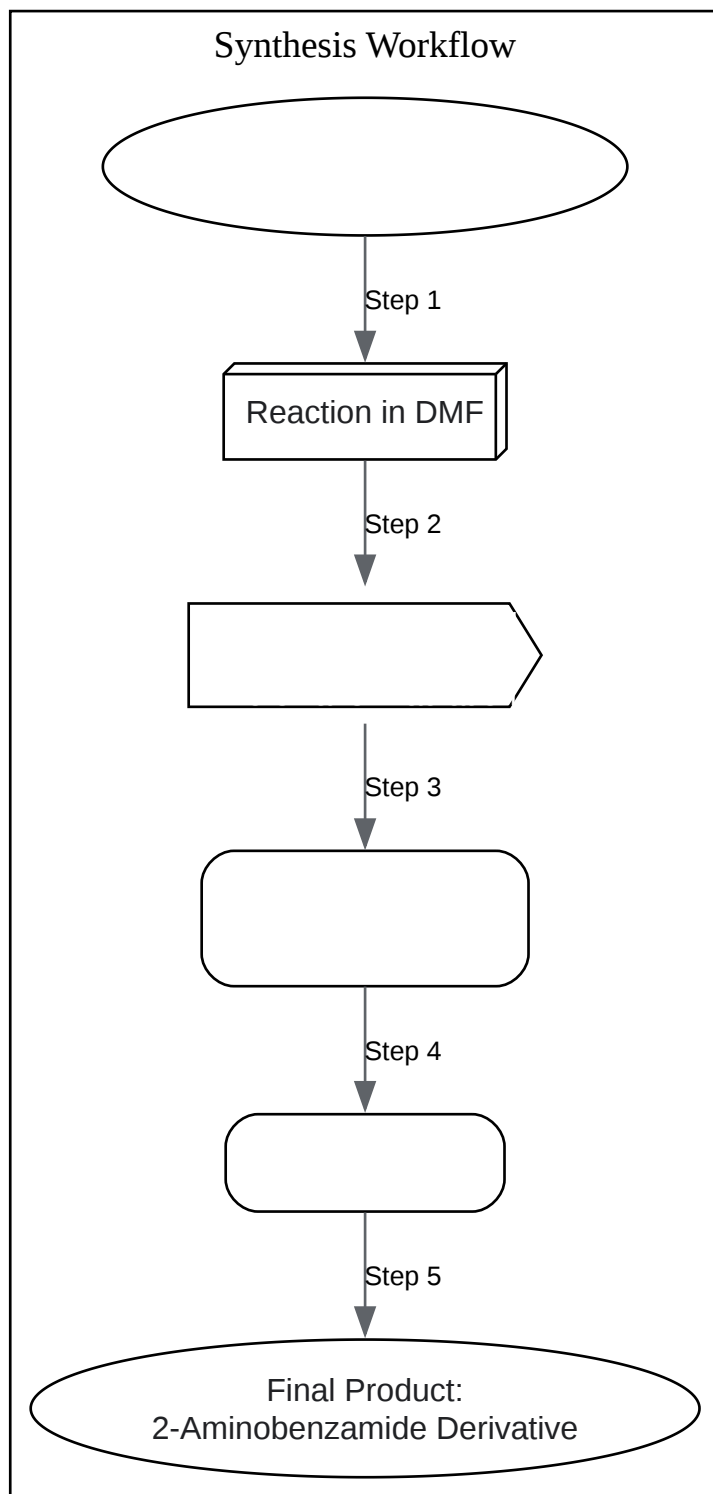 Synthesis Workflow
Step 1
Reaction in DMF
Step 2
Step 3
Step 4
Step 5
Final Product:
2-Aminobenzamide Derivative